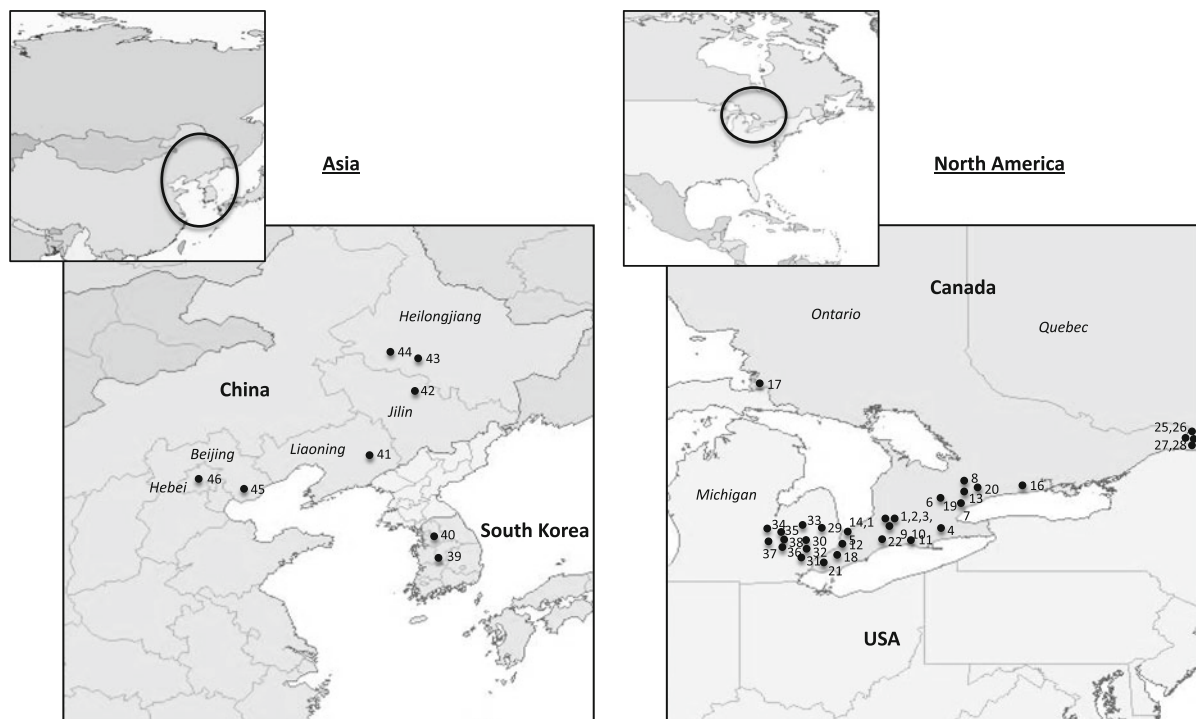 Asia
North America
Heilongjiang
44
43
China
42
Jilin
Liaoning
Beijing
41
Hebei
46
45
South Korea
40
39
Canada
Ontario
Quebec
17
25,26
27,28
8
20
16
Michigan
6
19
13
7
34
33
29
14,1
1,2,3,
35
5
9,10
4
38
30
12
22
11
37
36
32
18
31
21
USA